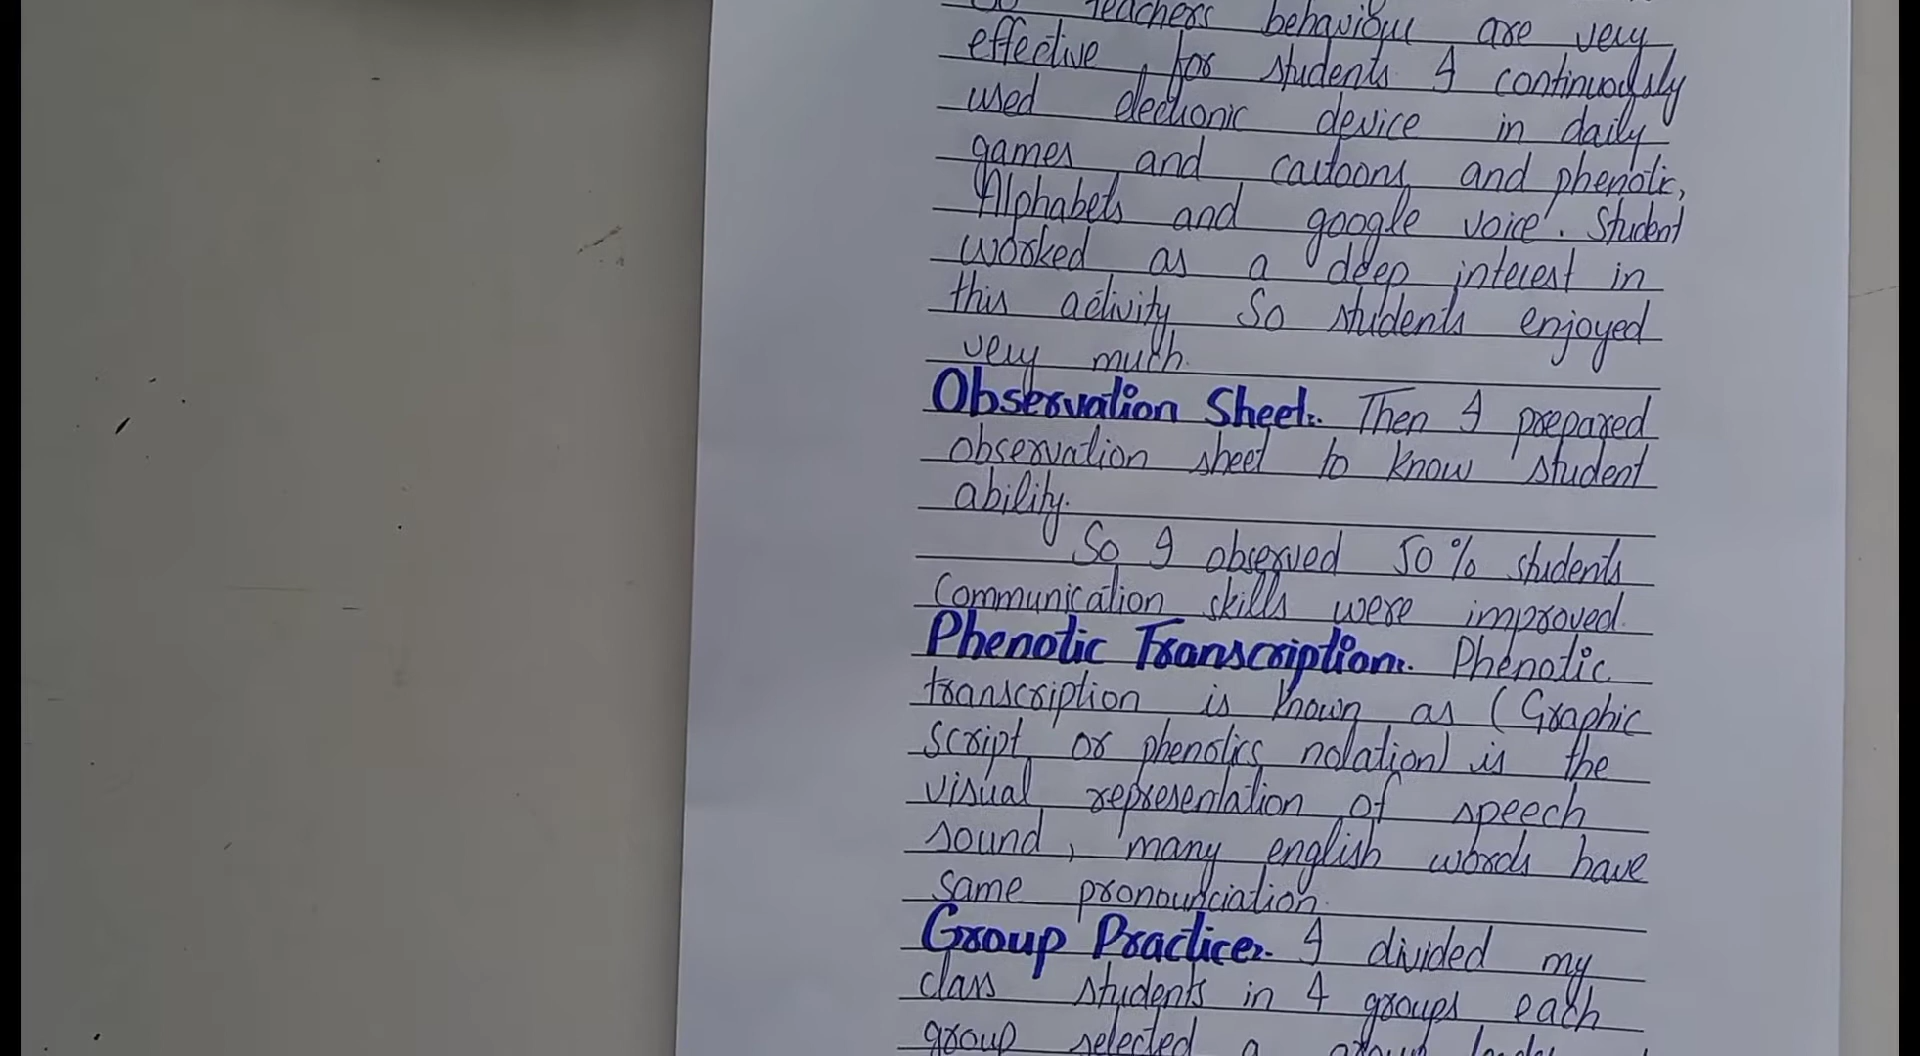 So teachers behaviour are very
effective, for students I continuously
used electronic device in daily
games and cartoons, and phenotic,
Alphabets and google voice. Student
worked as a deep interest in
this activity. So students enjoyed
very much.
Observation Sheet:- Then I prepared
observation sheet to know student
ability.
So I observed 50% students
Communication skills were improved.
Phenotic Transcription:- Phenotic
transcription is known as (Graphic
script or phenotics notation) is the
visual representation of speech
sound, many english words have
same pronounciation.
Group Practice:- I divided my
class students in 4 groups each
group selected a group leader